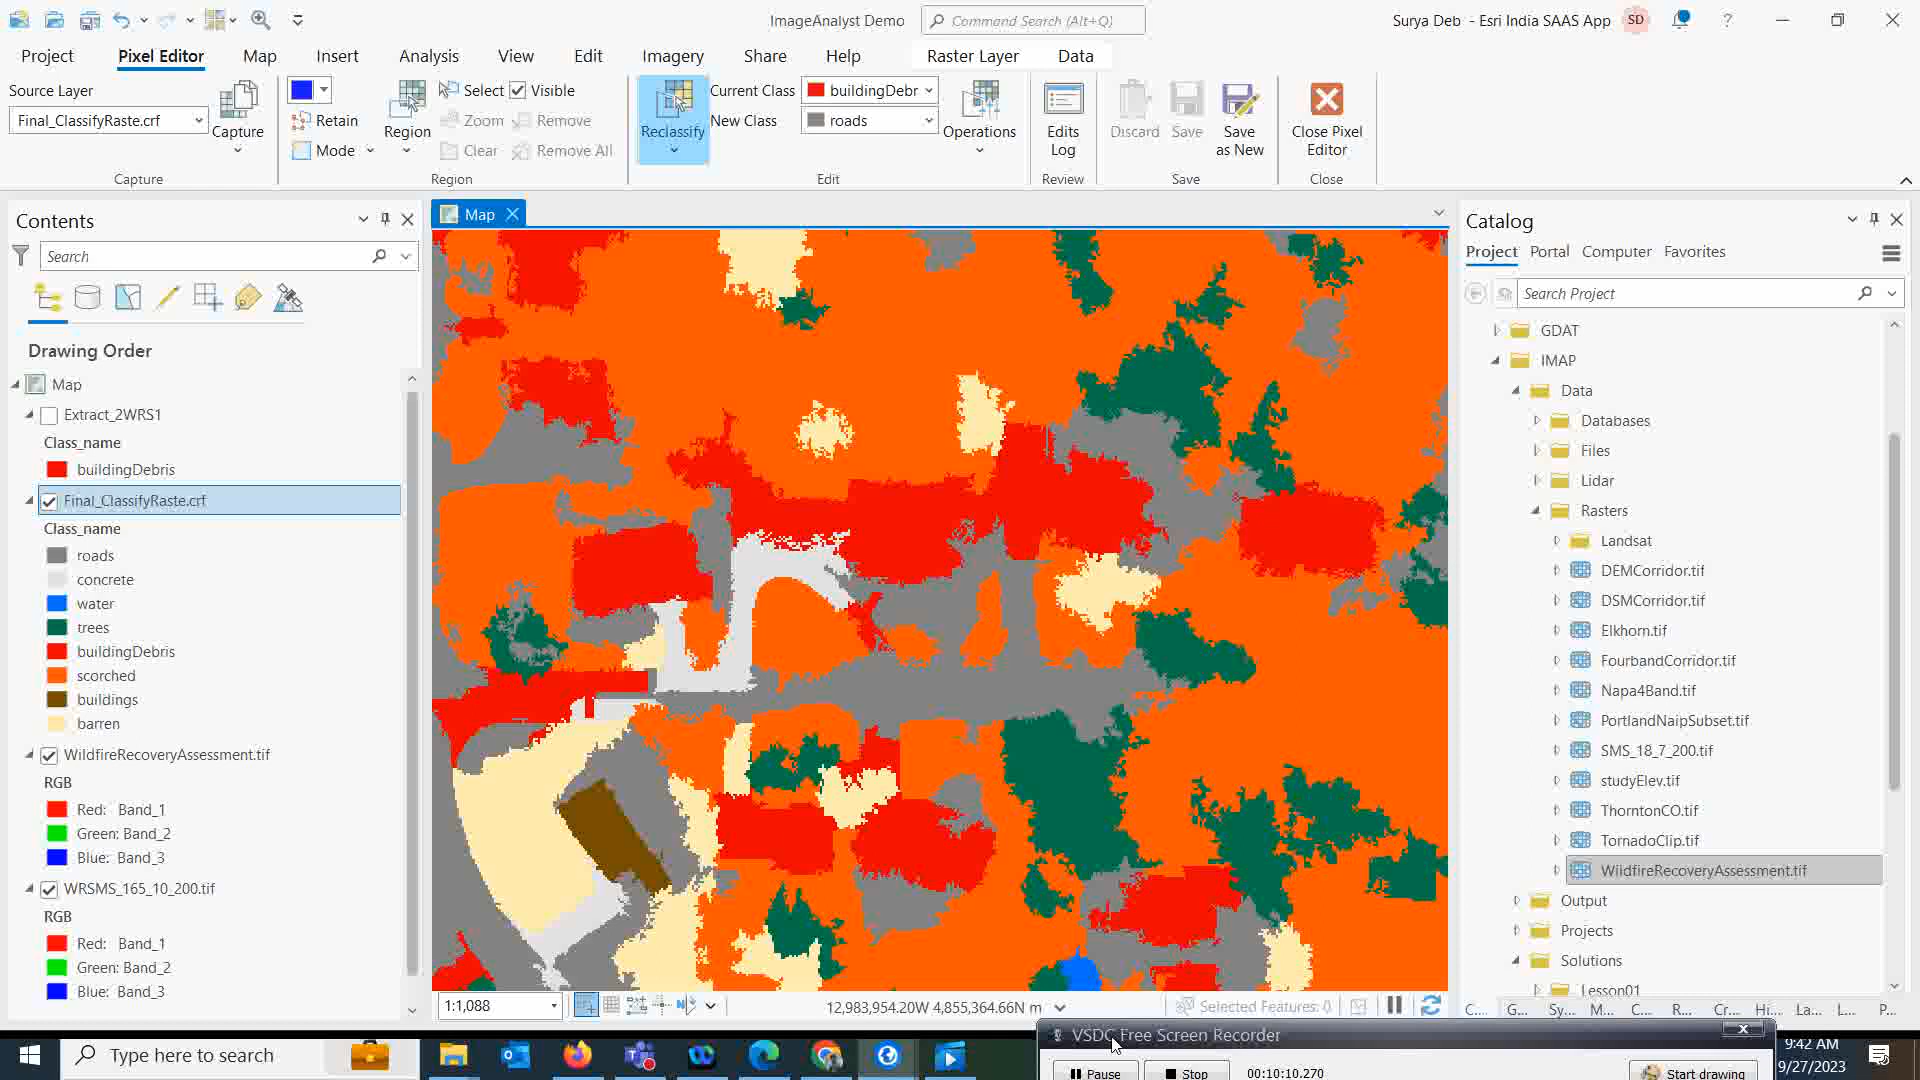 ImageAnalyst Demo
Command Search (Alt+Q)
Surya Deb - Esri India SAAS App
SD
?
Project
Pixel Editor
Map
Insert
Analysis
View
Edit
Imagery
Share
Help
Raster Layer
Data
Source Layer
Final_ClassifyRaste.crf
Capture
Retain
Mode
Region
Select
Visible
Zoom
Remove
Clear
Remove All
Reclassify
Current Class
buildingDebr
New Class
roads
Operations
Edits
Log
Discard
Save
Save
as New
Close Pixel
Editor
Capture
Region
Edit
Review
Save
Close
Contents
Search
Drawing Order
Map
Extract_2WRS1
Class_name
buildingDebris
Final_ClassifyRaste.crf
Class_name
roads
concrete
water
trees
buildingDebris
scorched
buildings
barren
WildfireRecoveryAssessment.tif
RGB
Red: Band_1
Green: Band_2
Blue: Band_3
WRSMS_165_10_200.tif
RGB
Red: Band_1
Green: Band_2
Blue: Band_3
Map
1:1,088
12,983,954.20W 4,855,364.66N m
Selected Features: 0
Catalog
Project
Portal
Computer
Favorites
Search Project
GDAT
IMAP
Data
Databases
Files
Lidar
Rasters
Landsat
DEMCorridor.tif
DSMCorridor.tif
Elkhorn.tif
FourbandCorridor.tif
Napa4Band.tif
PortlandNaipSubset.tif
SMS_18_7_200.tif
studyElev.tif
ThorntonCO.tif
TornadoClip.tif
WildfireRecoveryAssessment.tif
Output
Projects
Solutions
Lesson01
C... G... Sy... M... C... R... Cr... Hi... La... L... P...
VSDC Free Screen Recorder
Pause
Stop
00:10:10.270
Start drawing
Type here to search
9:42 AM
9/27/2023